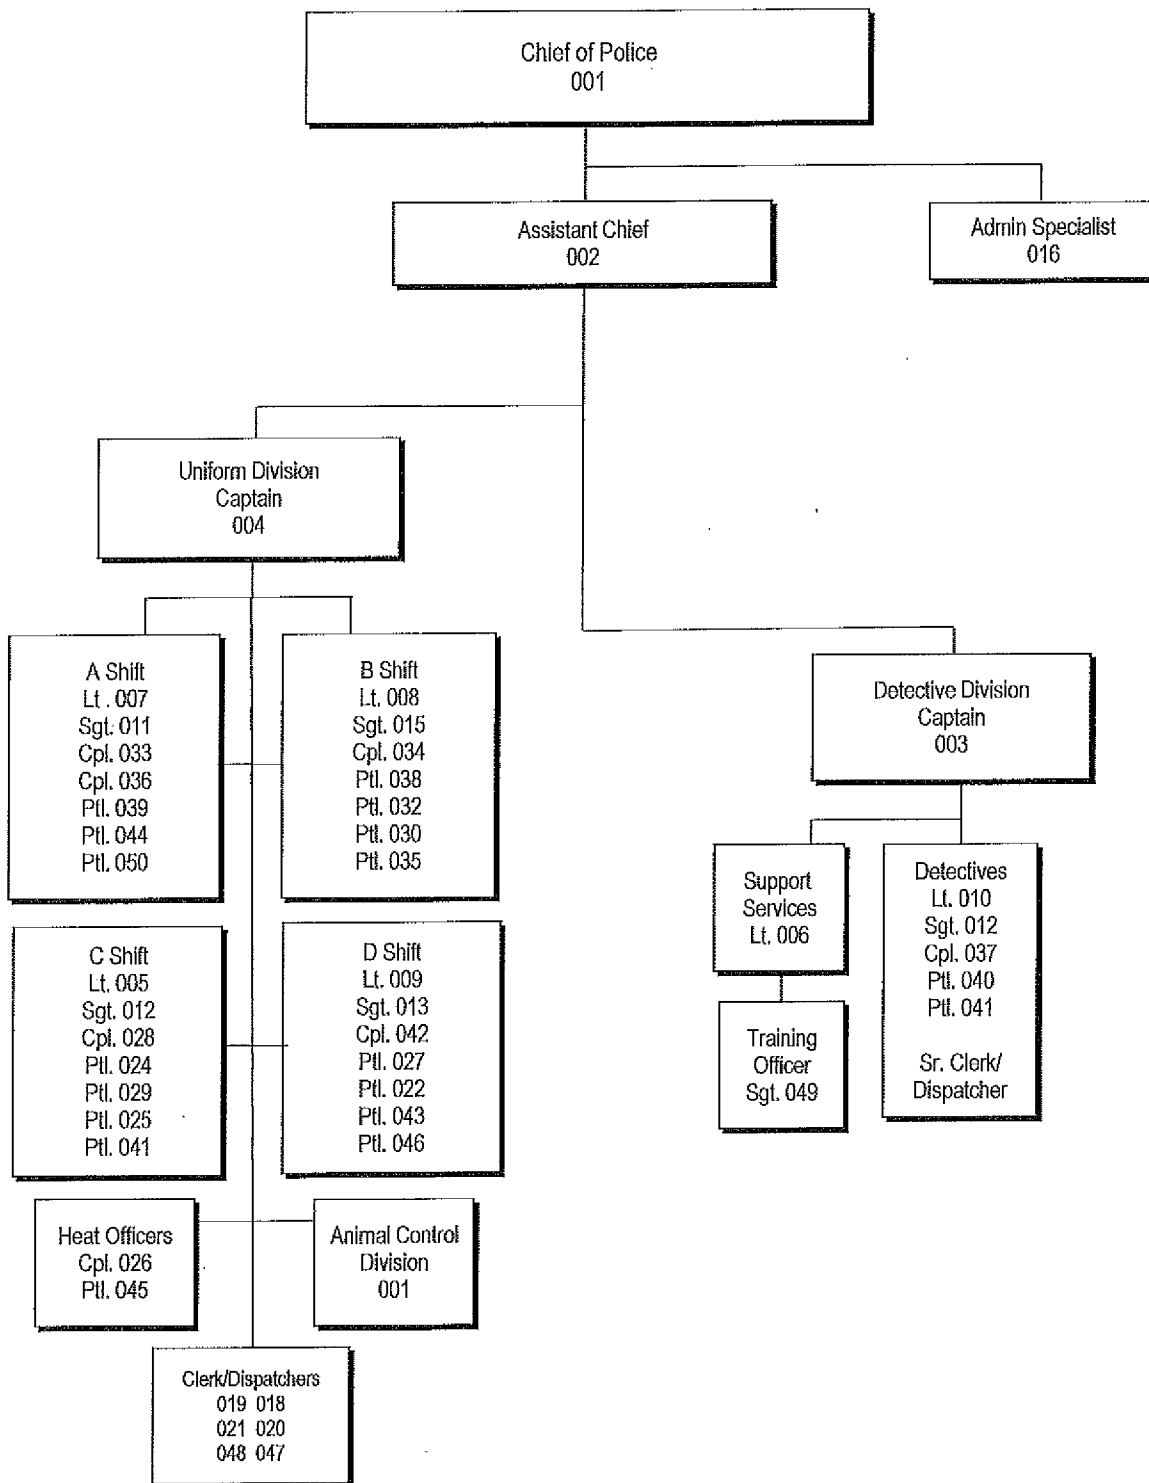 Chief of Police
001
Assistant Chief
002
Admin Specialist
016
Uniform Division
Captain
004
A Shift
Lt . 007
Sgt. 011
Cpl. 033
Cpl. 036
Ptl. 039
Ptl. 044
Ptl. 050
B Shift
Lt. 008
Sgt. 015
Cpl. 034
Ptl. 038
Ptl. 032
Ptl. 030
Ptl. 035
Detective Division
Captain
003
Support
Services
Lt. 006
Detectives
Lt. 010
Sgt. 012
Cpl. 037
Ptl. 040
Ptl. 041
Sr. Clerk/
Dispatcher
C Shift
Lt. 005
Sgt. 012
Cpl. 028
Ptl. 024
Ptl. 029
Ptl. 025
Ptl. 041
D Shift
Lt. 009
Sgt. 013
Cpl. 042
Ptl. 027
Ptl. 022
Ptl. 043
Ptl. 046
Training
Officer
Sgt. 049
Heat Officers
Cpl. 026
Ptl. 045
Animal Control
Division
001
Clerk/Dispatchers
019 018
021 020
048 047